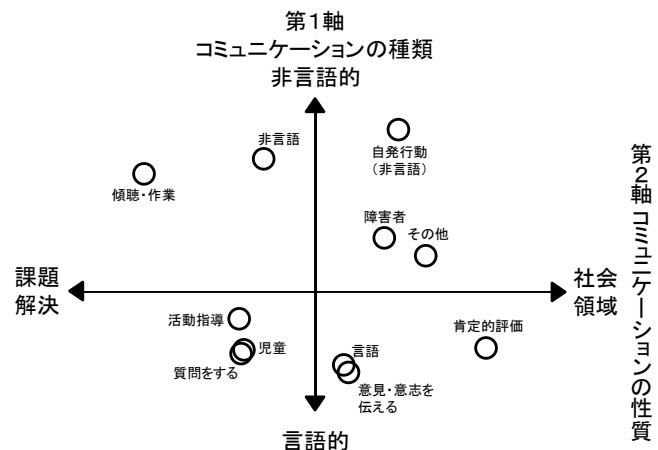 第1軸
コミュニケーションの種類
非言語的
非言語
自発行動
（非言語）
傾聴・作業
障害者
その他
第2軸 コミュニケーションの性質
課題
解決
社会
領域
活動指導
児童
質問をする
言語
意見・意志を
伝える
肯定的評価
言語的